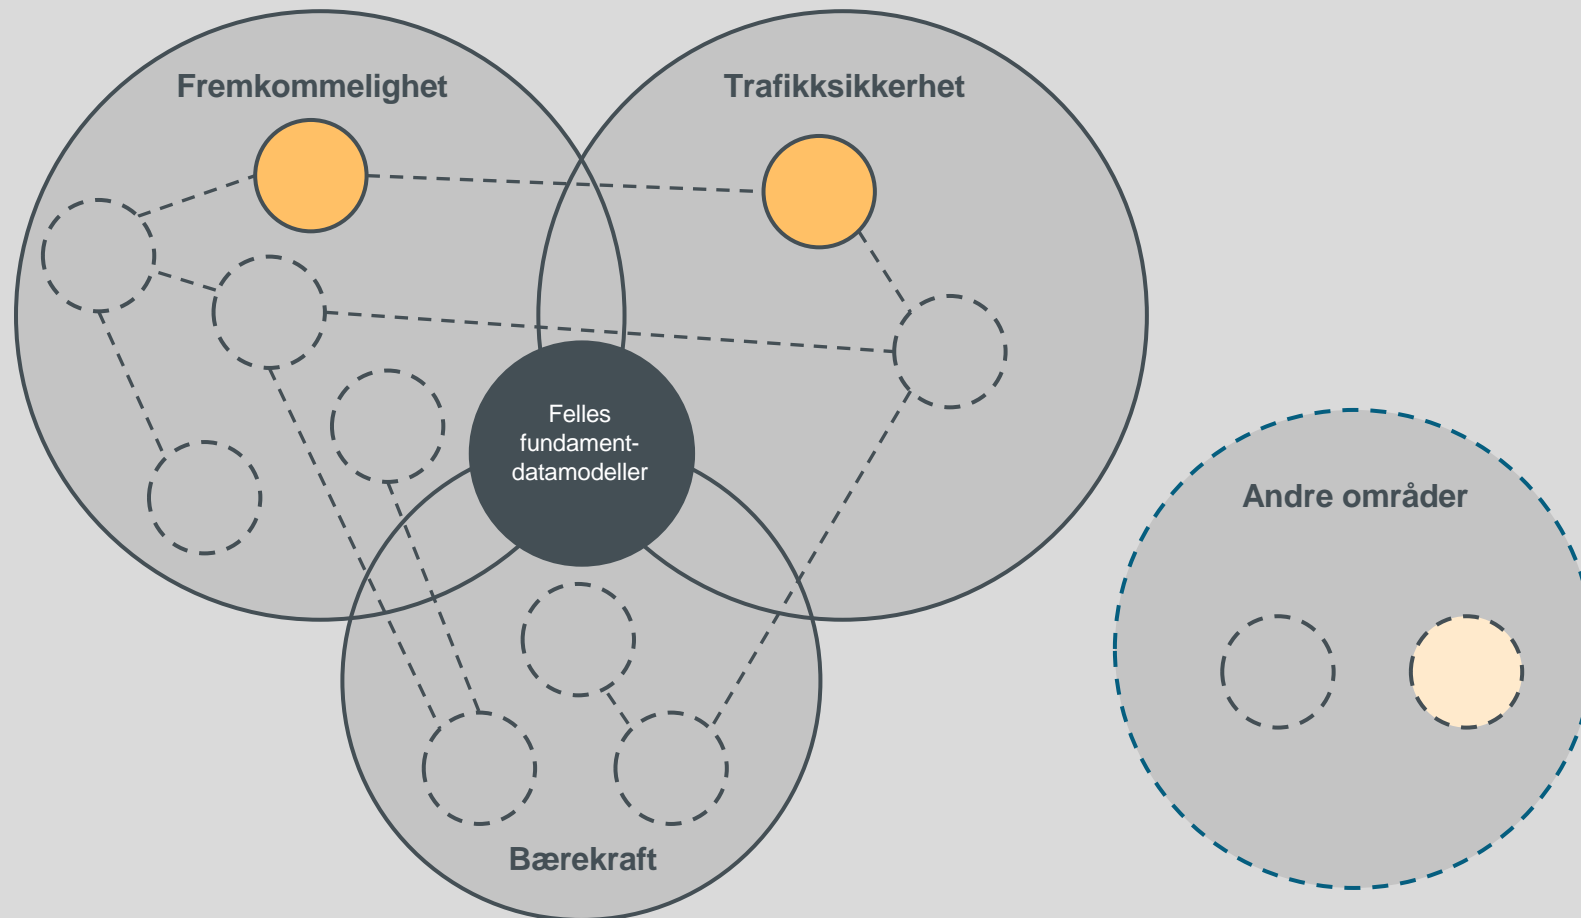 Fremkommelighet
Trafikksikkerhet
Felles
fundament-
datamodeller
Andre områder
Bærekraft